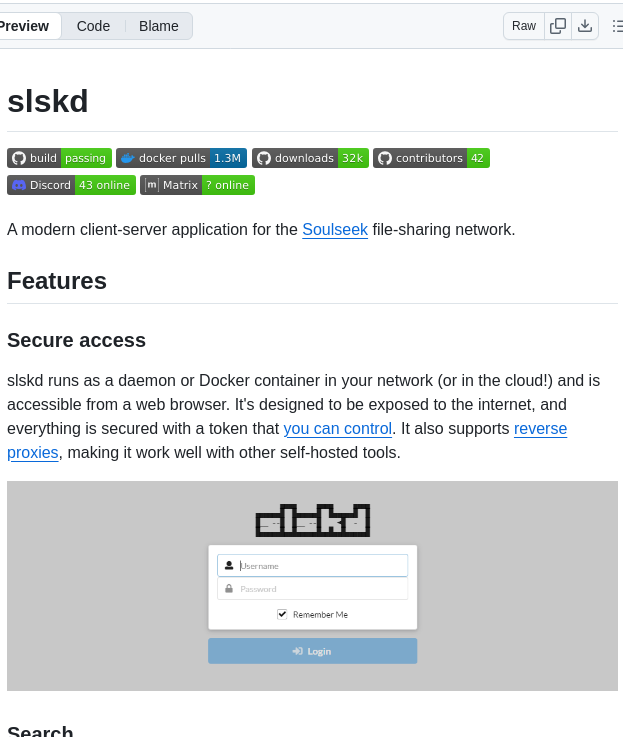 Preview Code Blame Raw
slskd
build passing docker pulls 1.3M downloads 32k contributors 42
Discord 43 online [m] Matrix ? online
A modern client-server application for the Soulseek file-sharing network.
Features
Secure access
slskd runs as a daemon or Docker container in your network (or in the cloud!) and is
accessible from a web browser. It's designed to be exposed to the internet, and
everything is secured with a token that you can control. It also supports reverse
proxies, making it work well with other self-hosted tools.
slskd
Username
Password
Remember Me
Login
Search